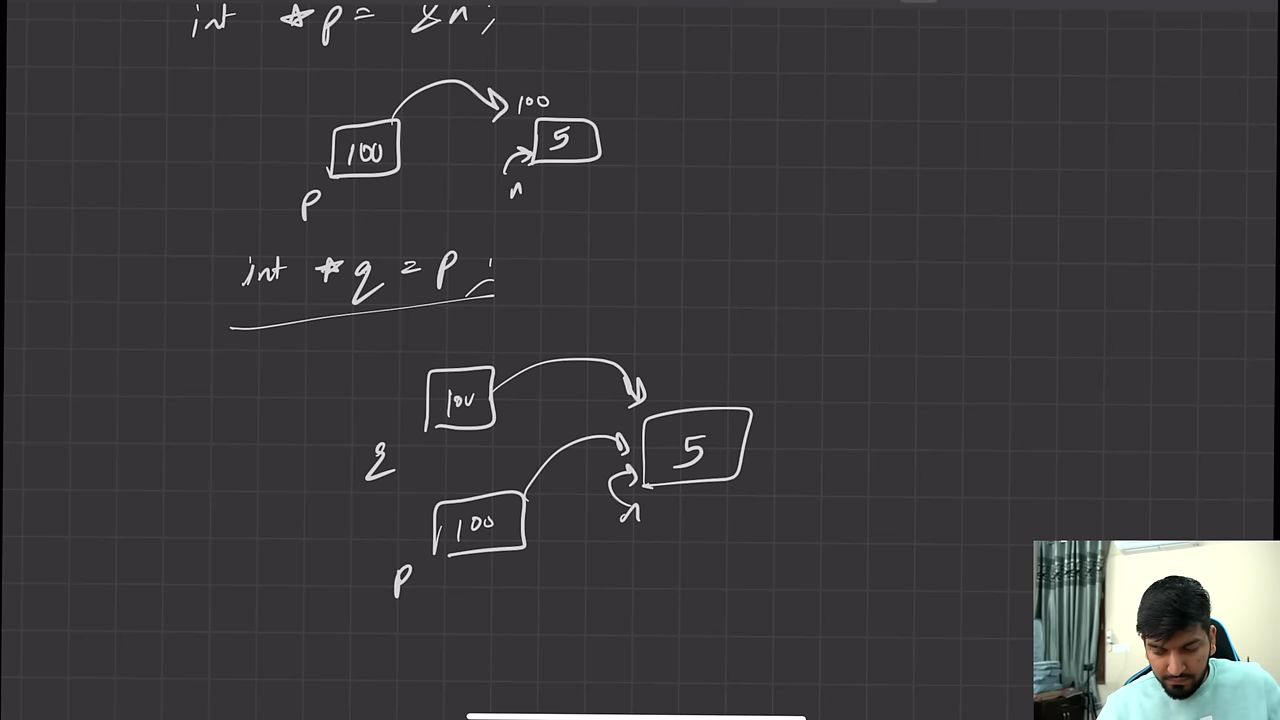 int *p = &n;
100
100
5
n
p
int *q = p ;
100
5
q
100
n
p